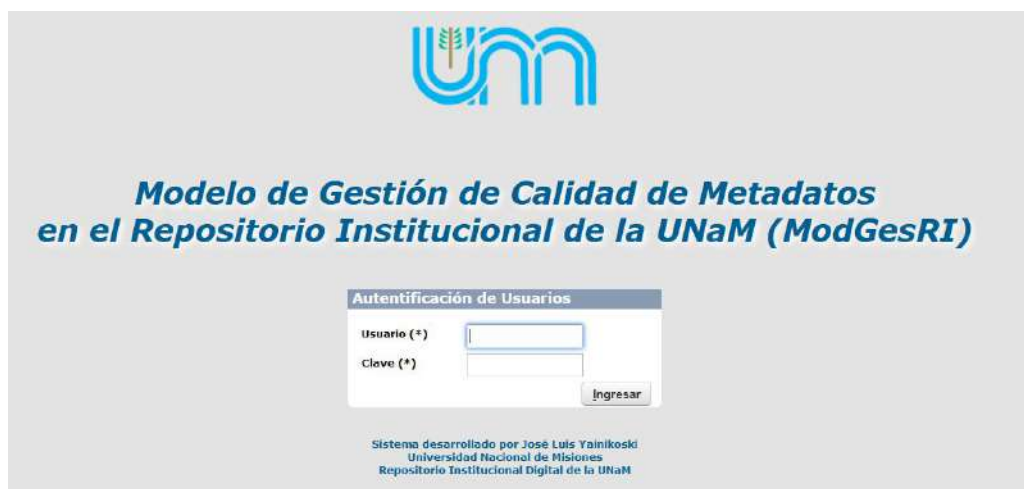 unm
Modelo de Gestión de Calidad de Metadatos
en el Repositorio Institucional de la UNaM (ModGesRI)
Autentificación de Usuarios
Usuario (*)
Clave (*)
Ingresar
Sistema desarrollado por José Luis Yainikoski
Universidad Nacional de Misiones
Repositorio Institucional Digital de la UNaM